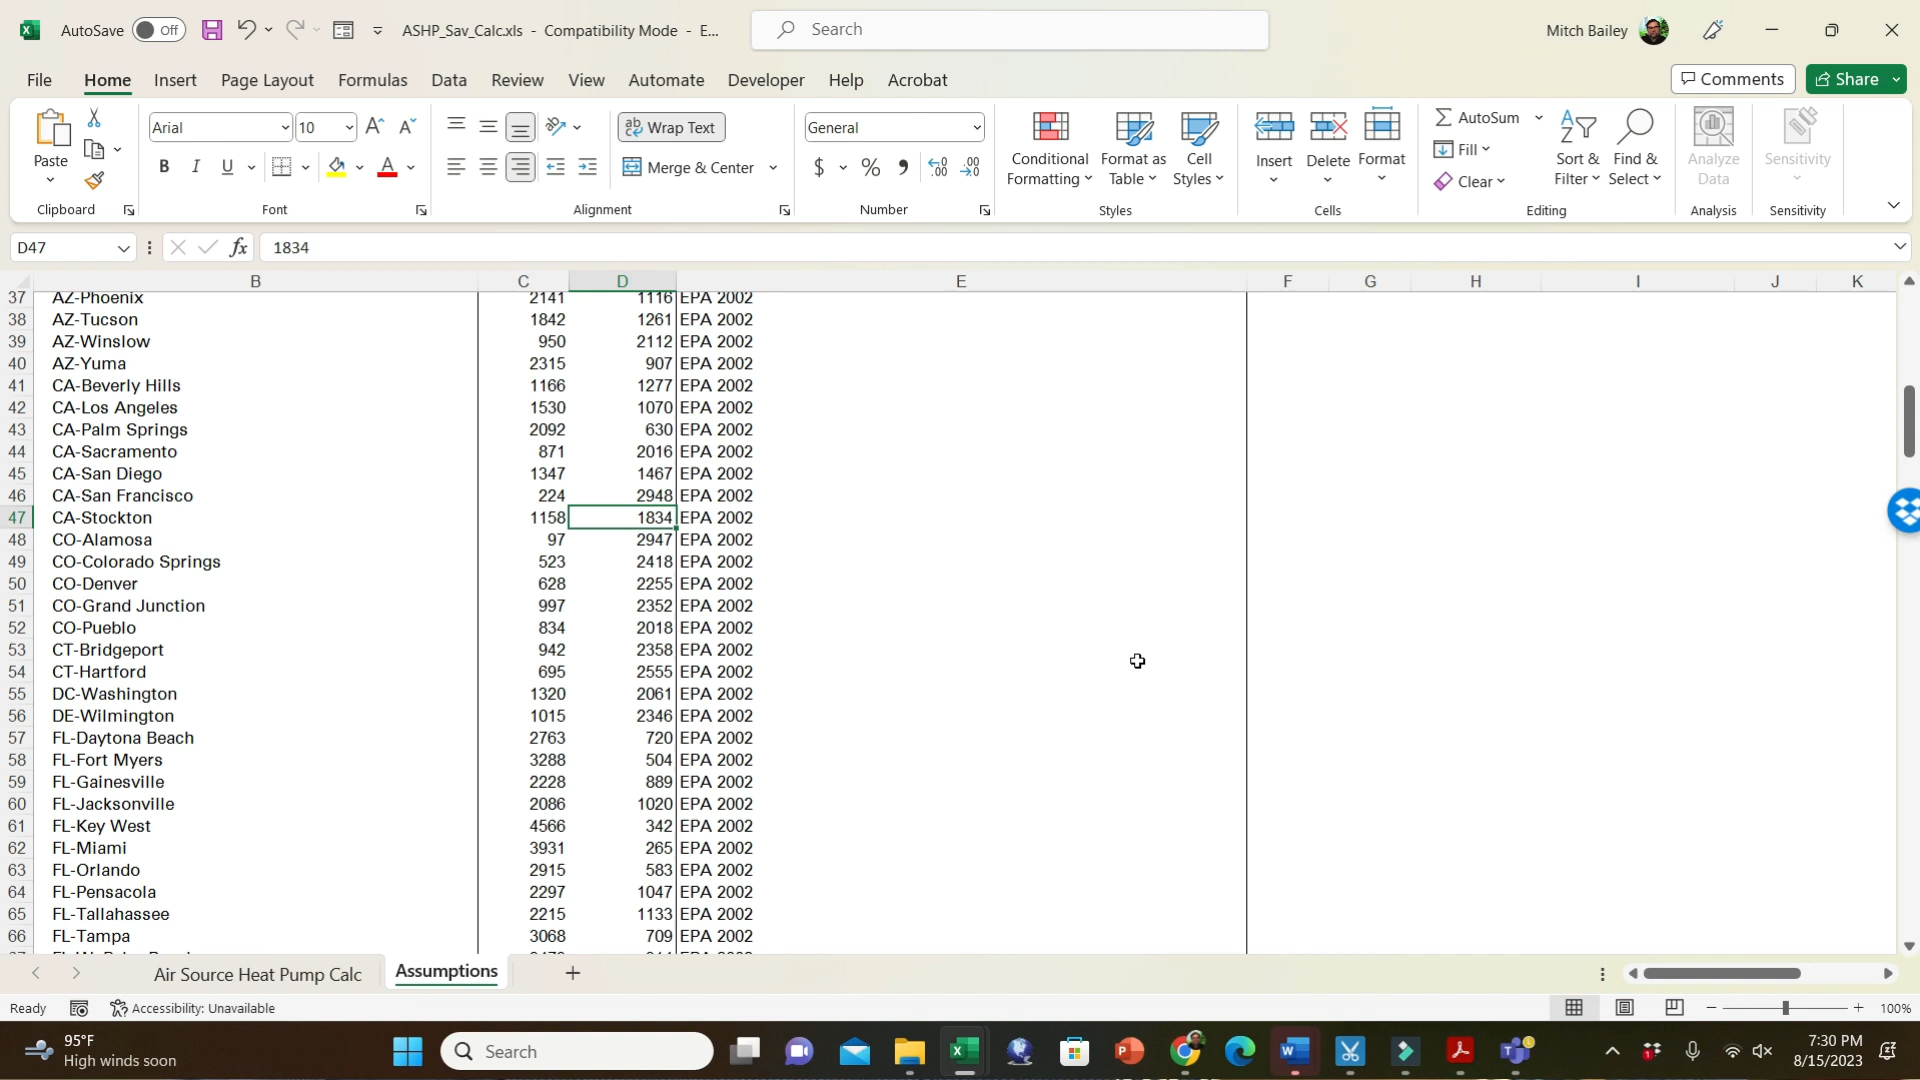 AutoSave Off ASHP_Sav_Calc.xls - Compatibility Mode - E... Search Mitch Bailey
File Home Insert Page Layout Formulas Data Review View Automate Developer Help Acrobat Comments Share
Paste Arial 10 Wrap Text General Conditional Formatting Format as Table Cell Styles Insert Delete Format AutoSum Sort & Filter Find & Select Analyze Data Sensitivity
B I U Merge & Center $ % Fill
Clear
Clipboard Font Alignment Number Styles Cells Editing Analysis Sensitivity
D47 fx 1834
B C D E F G H I J K
37 AZ-Phoenix 2141 1116 EPA 2002
38 AZ-Tucson 1842 1261 EPA 2002
39 AZ-Winslow 950 2112 EPA 2002
40 AZ-Yuma 2315 907 EPA 2002
41 CA-Beverly Hills 1166 1277 EPA 2002
42 CA-Los Angeles 1530 1070 EPA 2002
43 CA-Palm Springs 2092 630 EPA 2002
44 CA-Sacramento 871 2016 EPA 2002
45 CA-San Diego 1347 1467 EPA 2002
46 CA-San Francisco 224 2948 EPA 2002
47 CA-Stockton 1158 1834 EPA 2002
48 CO-Alamosa 97 2947 EPA 2002
49 CO-Colorado Springs 523 2418 EPA 2002
50 CO-Denver 628 2255 EPA 2002
51 CO-Grand Junction 997 2352 EPA 2002
52 CO-Pueblo 834 2018 EPA 2002
53 CT-Bridgeport 942 2358 EPA 2002
54 CT-Hartford 695 2555 EPA 2002
55 DC-Washington 1320 2061 EPA 2002
56 DE-Wilmington 1015 2346 EPA 2002
57 FL-Daytona Beach 2763 720 EPA 2002
58 FL-Fort Myers 3288 504 EPA 2002
59 FL-Gainesville 2228 889 EPA 2002
60 FL-Jacksonville 2086 1020 EPA 2002
61 FL-Key West 4566 342 EPA 2002
62 FL-Miami 3931 265 EPA 2002
63 FL-Orlando 2915 583 EPA 2002
64 FL-Pensacola 2297 1047 EPA 2002
65 FL-Tallahassee 2215 1133 EPA 2002
66 FL-Tampa 3068 709 EPA 2002
Air Source Heat Pump Calc Assumptions
Ready Accessibility: Unavailable 100%
95°F
High winds soon
Search
7:30 PM
8/15/2023